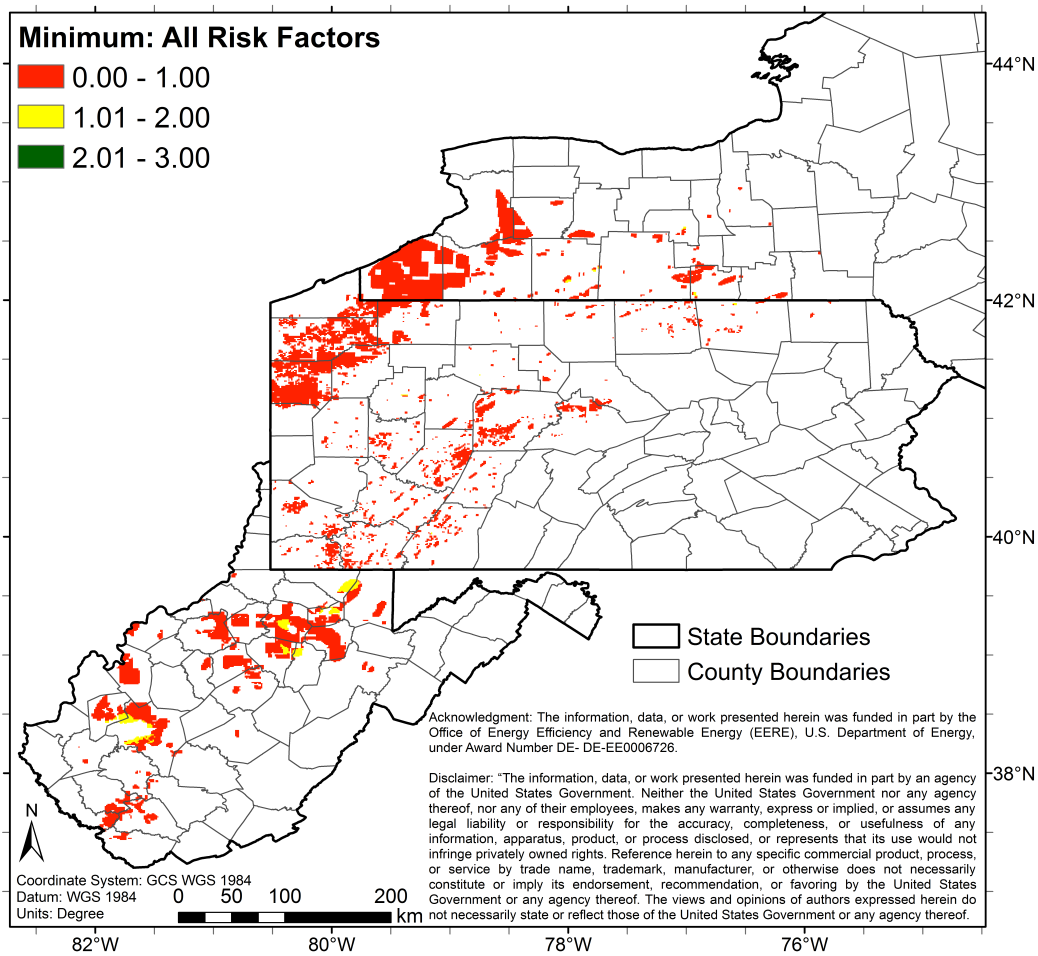 Minimum: All Risk Factors
0.00 - 1.00
1.01 - 2.00
2.01 - 3.00
44°N
42°N
40°N
38°N
State Boundaries
County Boundaries
Acknowledgment: The information, data, or work presented herein was funded in part by the
Office of Energy Efficiency and Renewable Energy (EERE), U.S. Department of Energy,
under Award Number DE- DE-EE0006726.
Disclaimer: “The information, data, or work presented herein was funded in part by an agency
of the United States Government. Neither the United States Government nor any agency
thereof, nor any of their employees, makes any warranty, express or implied, or assumes any
legal liability or responsibility for the accuracy, completeness, or usefulness of any
information, apparatus, product, or process disclosed, or represents that its use would not
infringe privately owned rights. Reference herein to any specific commercial product, process,
or service by trade name, trademark, manufacturer, or otherwise does not necessarily
constitute or imply its endorsement, recommendation, or favoring by the United States
Government or any agency thereof. The views and opinions of authors expressed herein do
not necessarily state or reflect those of the United States Government or any agency thereof.
N
Coordinate System: GCS WGS 1984
Datum: WGS 1984
Units: Degree
0 50 100 200
km
82°W 80°W 78°W 76°W